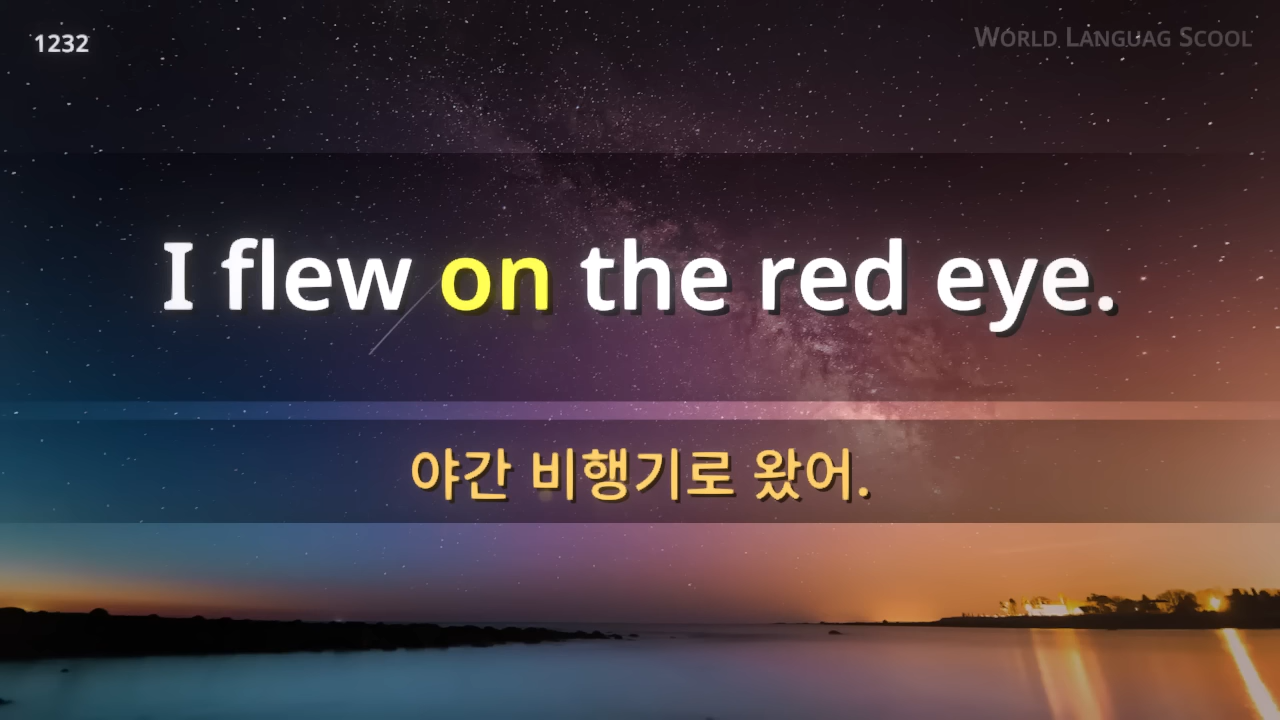 1232
WORLD LANGUAG SCOOL
I flew on the red eye.
야간 비행기로 왔어.